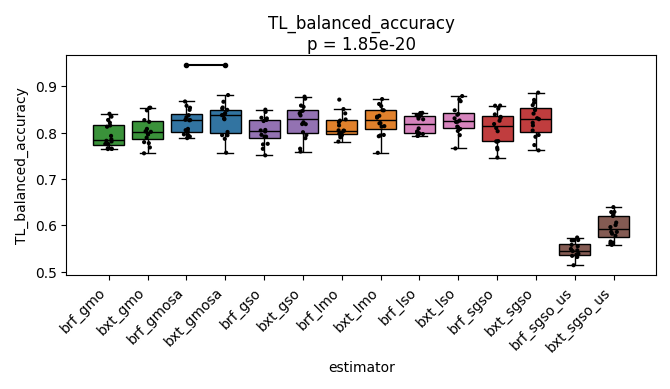 TL_balanced_accuracy
p = 1.85e-20
TL_balanced_accuracy
0.9
0.8
0.7
0.6
0.5
brf_gmo
bxt_gmo
brf_gmosa
bxt_gmosa
brf_gso
bxt_gso
brf_lmo
bxt_lmo
brf_lso
bxt_lso
brf_sgso
bxt_sgso
brf_sgso_us
bxt_sgso_us
estimator